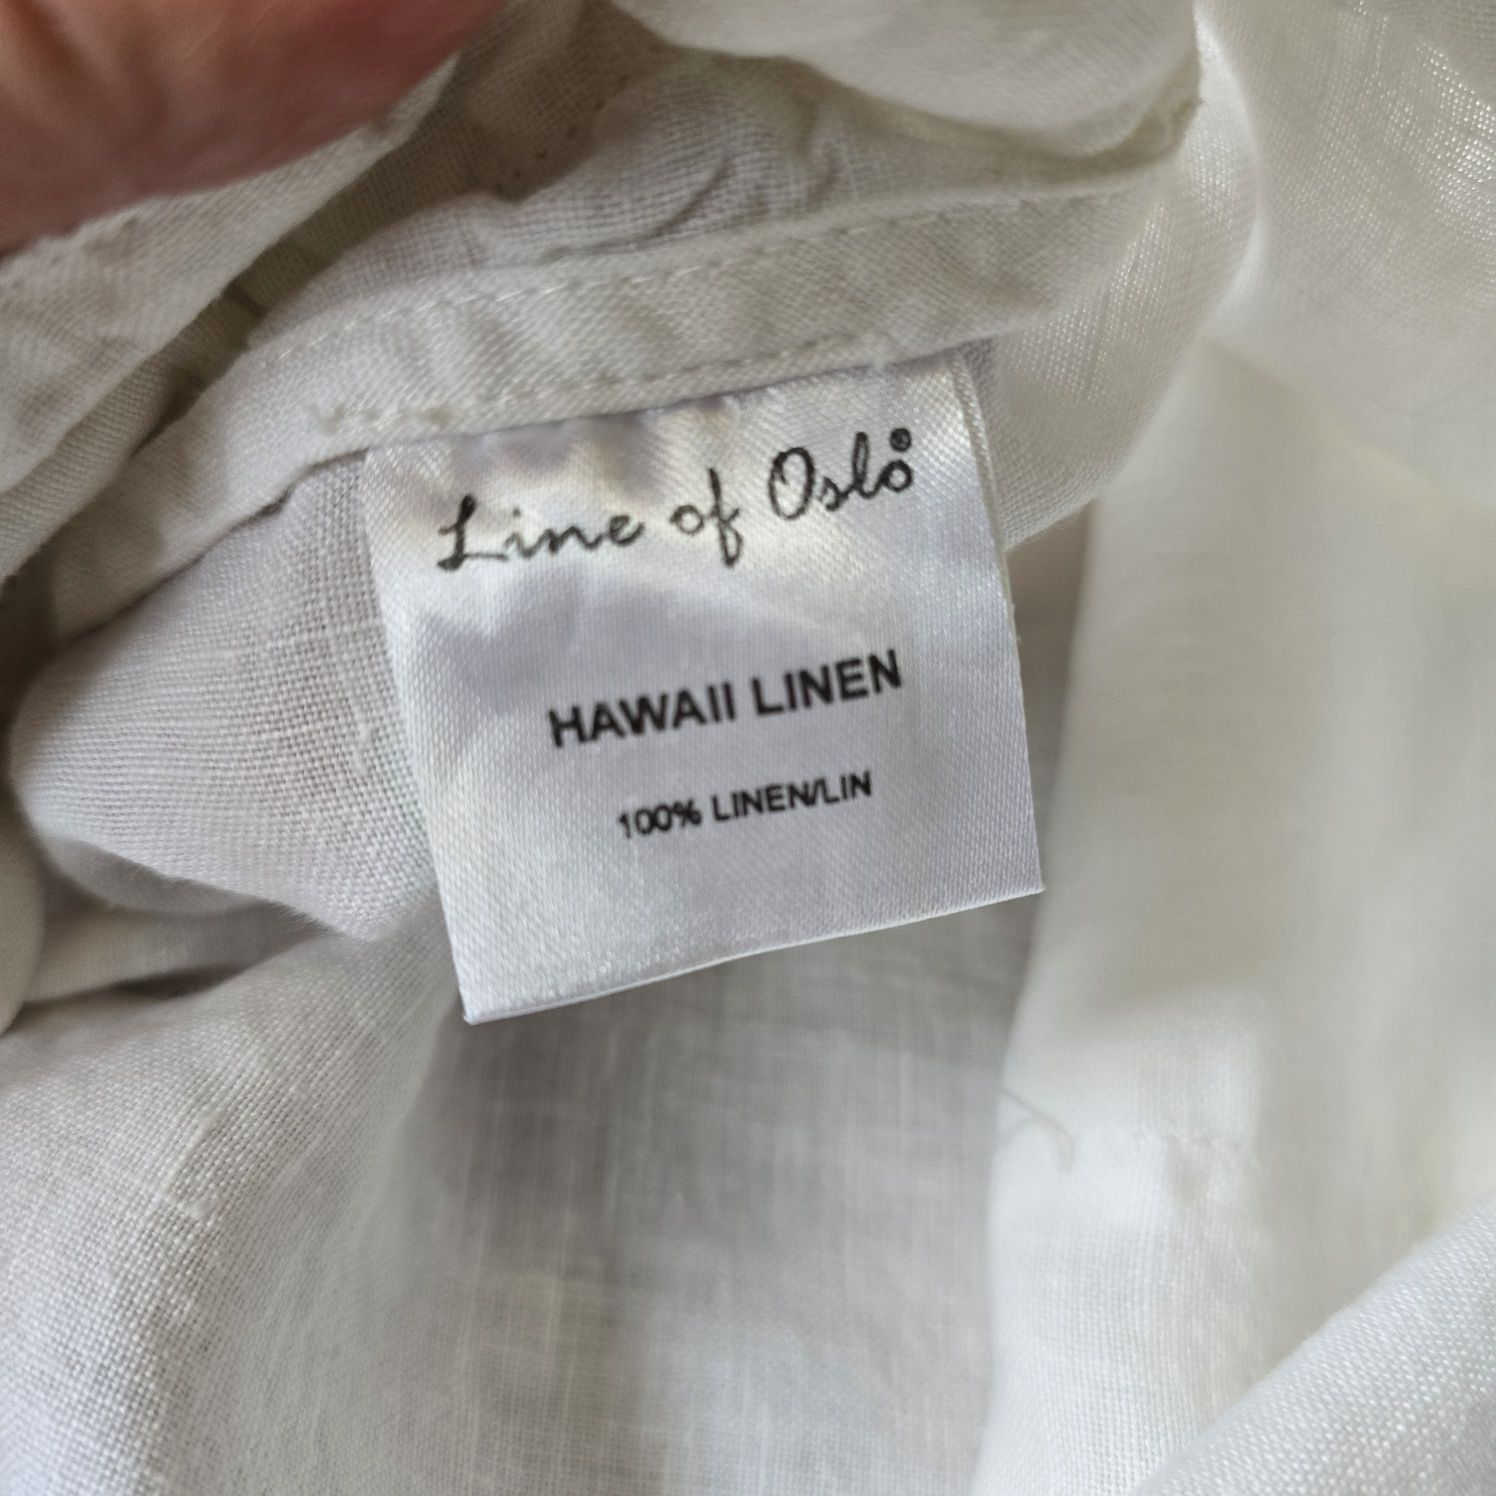 Line of Oslo®
HAWAII LINEN
100% LINEN/LIN